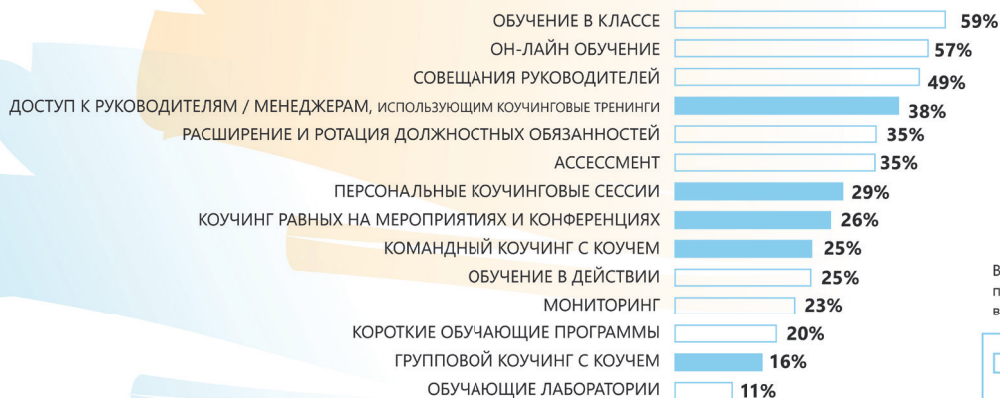 ОБУЧЕНИЕ В КЛАССЕ 59%
ОН-ЛАЙН ОБУЧЕНИЕ 57%
СОВЕЩАНИЯ РУКОВОДИТЕЛЕЙ 49%
ДОСТУП К РУКОВОДИТЕЛЯМ / МЕНЕДЖЕРАМ, ИСПОЛЬЗУЮЩИМ КОУЧИНГОВЫЕ ТРЕНИНГИ 38%
РАСШИРЕНИЕ И РОТАЦИЯ ДОЛЖНОСТНЫХ ОБЯЗАННОСТЕЙ 35%
АССЕССМЕНТ 35%
ПЕРСОНАЛЬНЫЕ КОУЧИНГОВЫЕ СЕССИИ 29%
КОУЧИНГ РАВНЫХ НА МЕРОПРИЯТИЯХ И КОНФЕРЕНЦИЯХ 26%
КОМАНДНЫЙ КОУЧИНГ С КОУЧЕМ 25%
ОБУЧЕНИЕ В ДЕЙСТВИИ 25%
МОНИТОРИНГ 23%
КОРОТКИЕ ОБУЧАЮЩИЕ ПРОГРАММЫ 20%
ГРУППОВОЙ КОУЧИНГ С КОУЧЕМ 16%
ОБУЧАЮЩИЕ ЛАБОРАТОРИИ 11%